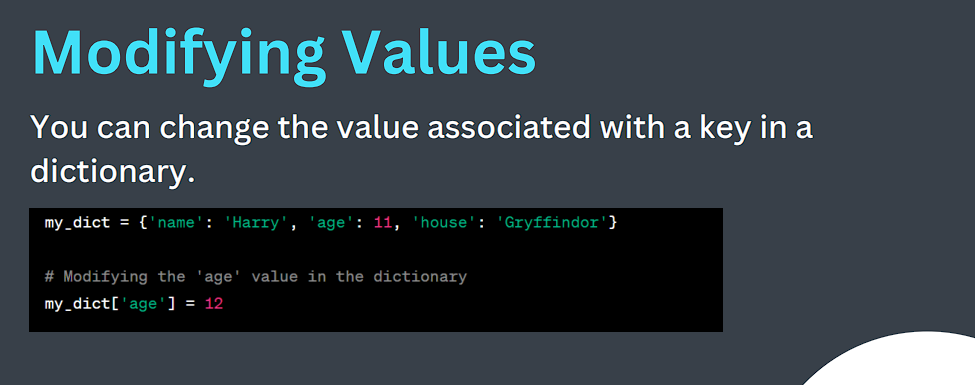 Modifying Values
You can change the value associated with a key in a
dictionary.
my_dict = {'name': 'Harry', 'age': 11, 'house': 'Gryffindor'}
# Modifying the 'age' value in the dictionary
my_dict['age'] = 12